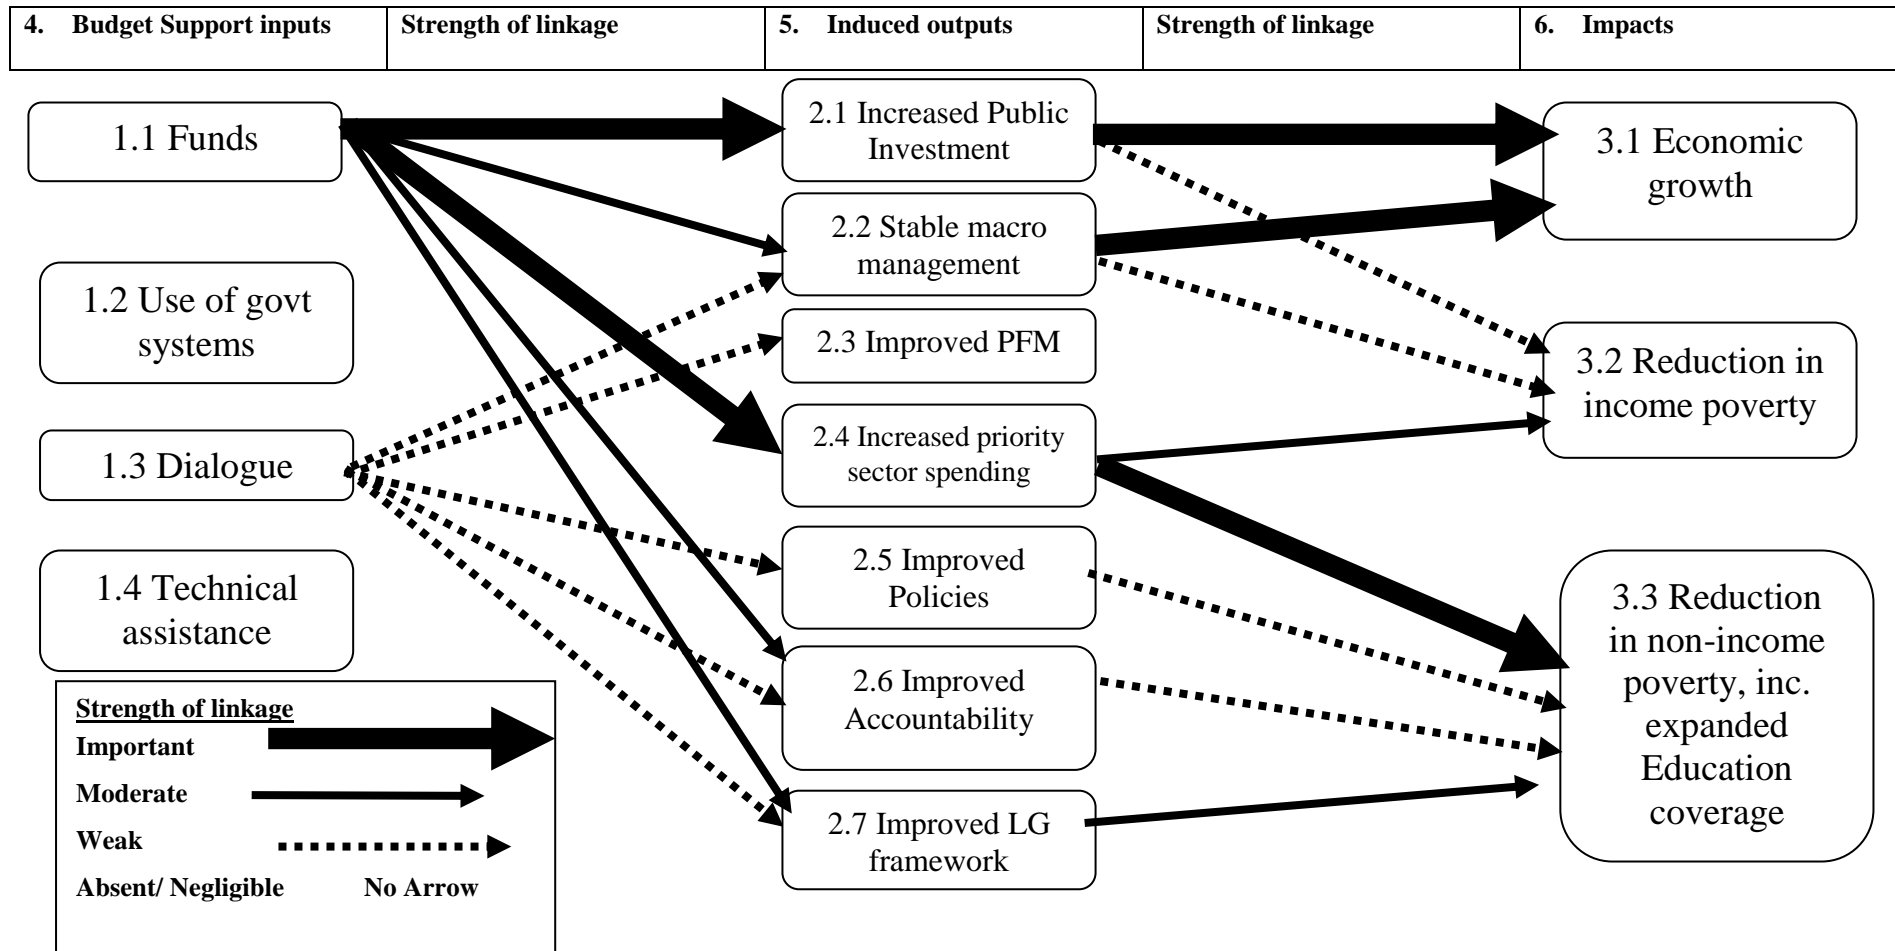 4. Budget Support inputs
Strength of linkage
5. Induced outputs
Strength of linkage
6. Impacts
1.1 Funds
1.2 Use of govt
systems
1.3 Dialogue
1.4 Technical
assistance
Strength of linkage
Important
Moderate
Weak
Absent/ Negligible No Arrow
2.1 Increased Public
Investment
2.2 Stable macro
management
2.3 Improved PFM
2.4 Increased priority
sector spending
2.5 Improved
Policies
2.6 Improved
Accountability
2.7 Improved LG
framework
3.1 Economic
growth
3.2 Reduction in
income poverty
3.3 Reduction
in non-income
poverty, inc.
expanded
Education
coverage